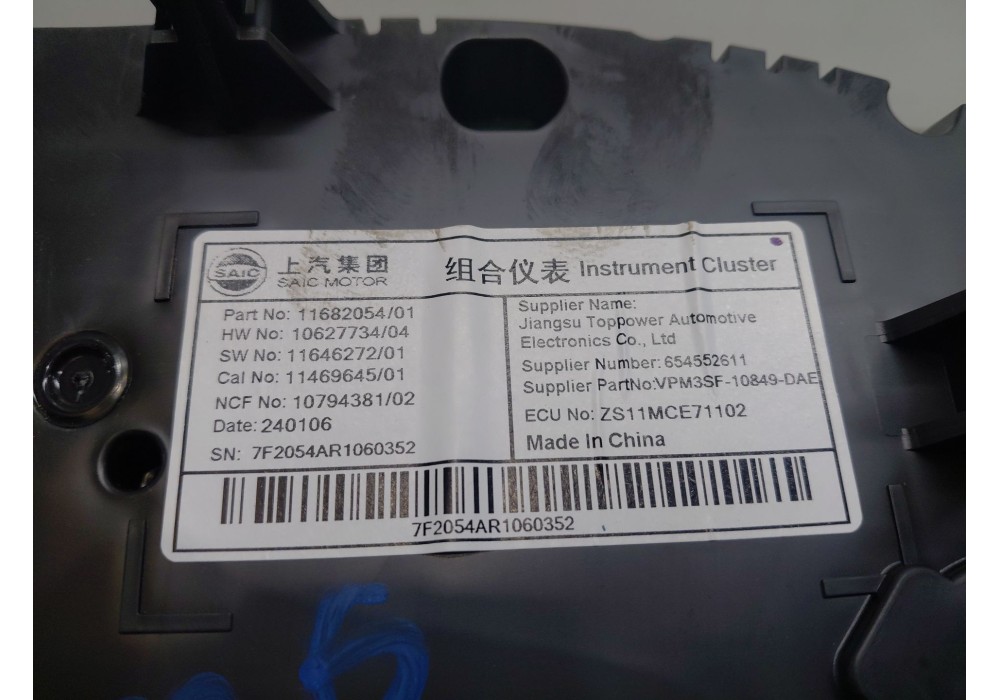 SAIC
上汽集团
SAIC MOTOR
组合仪表 Instrument Cluster
Part No: 11682054/01
HW No: 10627734/04
SW No: 11646272/01
Cal No: 11469645/01
NCF No: 10794381/02
Date: 240106
SN: 7F2054AR1060352
Supplier Name:
Jiangsu Toppower Automotive
Electronics Co., Ltd
Supplier Number: 654552611
Supplier PartNo:VPM3SF-10849-DAE
ECU No: ZS11MCE71102
Made In China
7F2054AR1060352